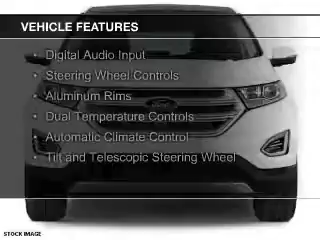 VEHICLE FEATURES
• Digital Audio Input
• Steering Wheel Controls
• Aluminum Rims
Ford
• Dual Temperature Controls
• Automatic Climate Control
• Tilt and Telescopic Steering Wheel
STOCK IMAGE